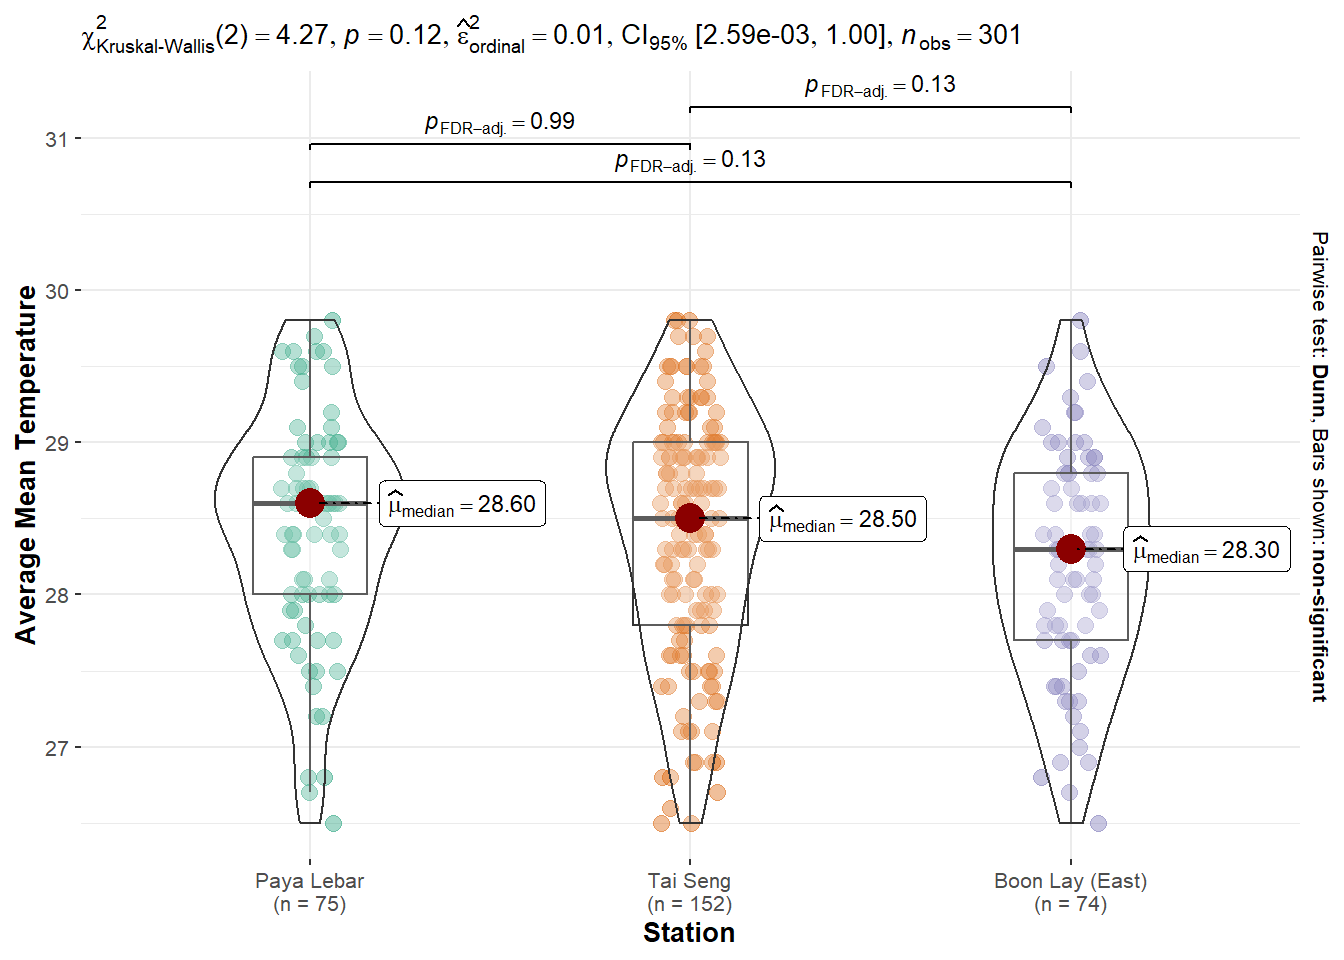 χ²Kruskal-Wallis(2) = 4.27, p = 0.12, ε̂²ordinal = 0.01, CI95% [2.59e-03, 1.00], nobs = 301
pFDR−adj. = 0.13
pFDR−adj. = 0.99
pFDR−adj. = 0.13
31
30
29
28
27
Average Mean Temperature
μ̂median = 28.60
μ̂median = 28.50
μ̂median = 28.30
Pairwise test: Dunn, Bars shown: non-significant
Paya Lebar
(n = 75)
Tai Seng
(n = 152)
Boon Lay (East)
(n = 74)
Station